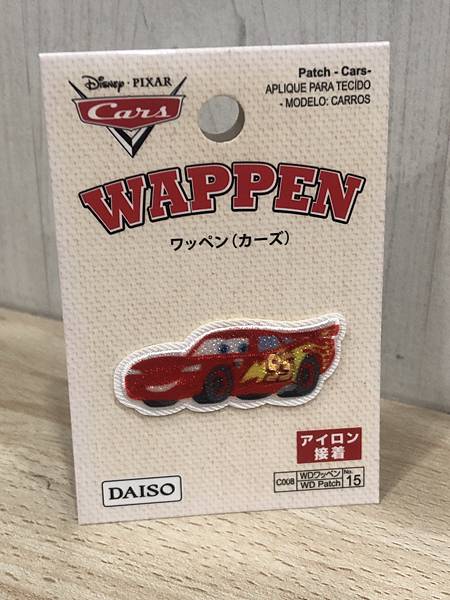 Disney · PIXAR
Cars
Patch - Cars-
APLIQUE PARA TECIDO
- MODELO: CARROS
WAPPEN
ワッペン(カーズ)
95
アイロン
接着
DAISO
C008
WDワッペン
WD Patch
No.
15